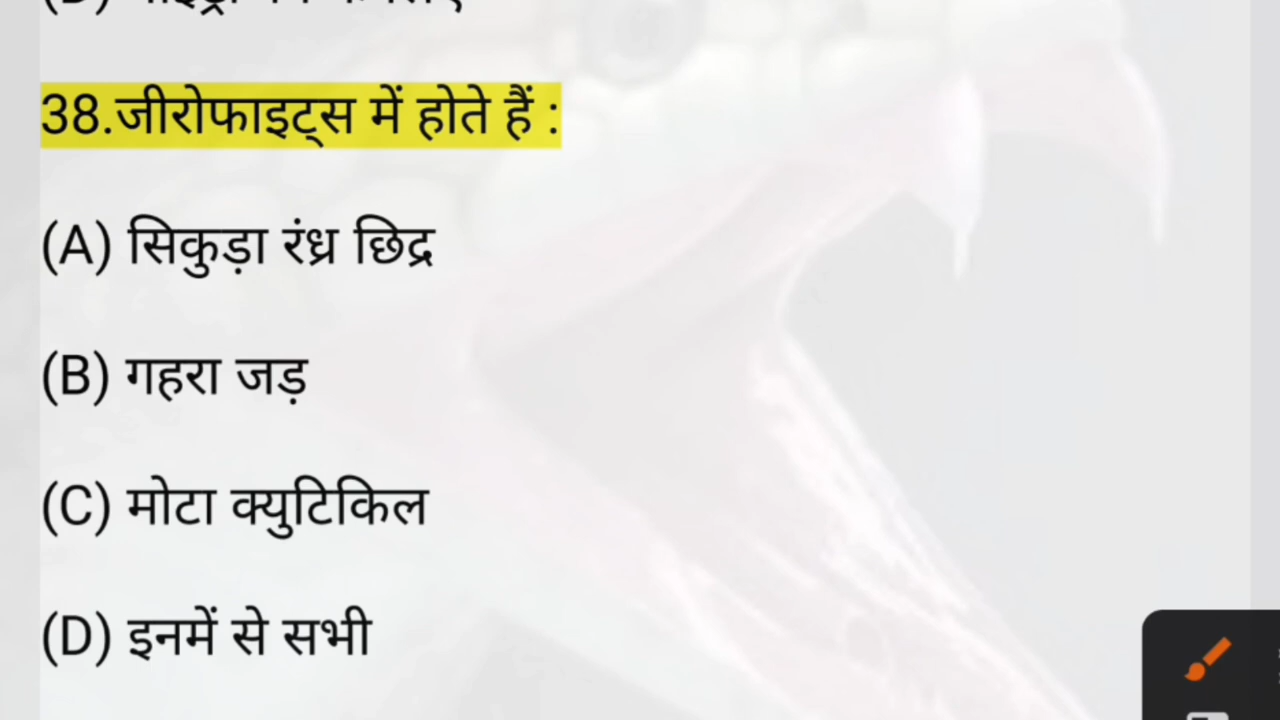 38.जीरोफाइट्स में होते हैं :
(A) सिकुड़ा रंध्र छिद्र
(B) गहरा जड़
(C) मोटा क्युटिकिल
(D) इनमें से सभी